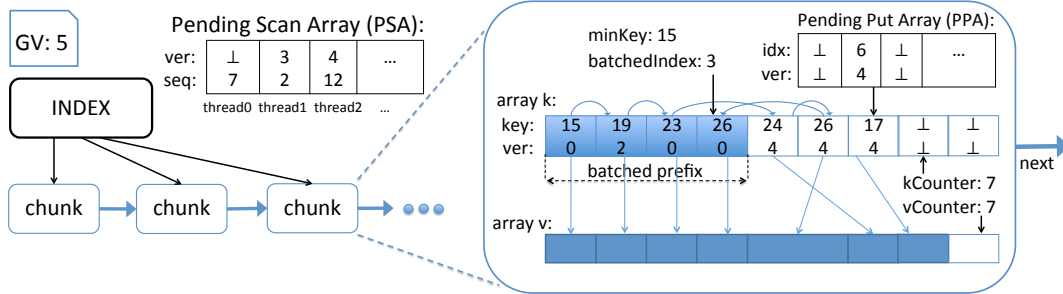 GV: 5
Pending Scan Array (PSA):
ver: ⊥ 3 4 ...
seq: 7 2 12
thread0 thread1 thread2 ...
INDEX
chunk chunk chunk
minKey: 15
batchedIndex: 3
Pending Put Array (PPA):
idx: ⊥ 6 ⊥ ...
ver: ⊥ 4 ⊥
array k:
key: 15 19 23 26 24 26 17 ⊥ ⊥
ver: 0 2 0 0 4 4 4 ⊥ ⊥
batched prefix
next
kCounter: 7
vCounter: 7
array v: